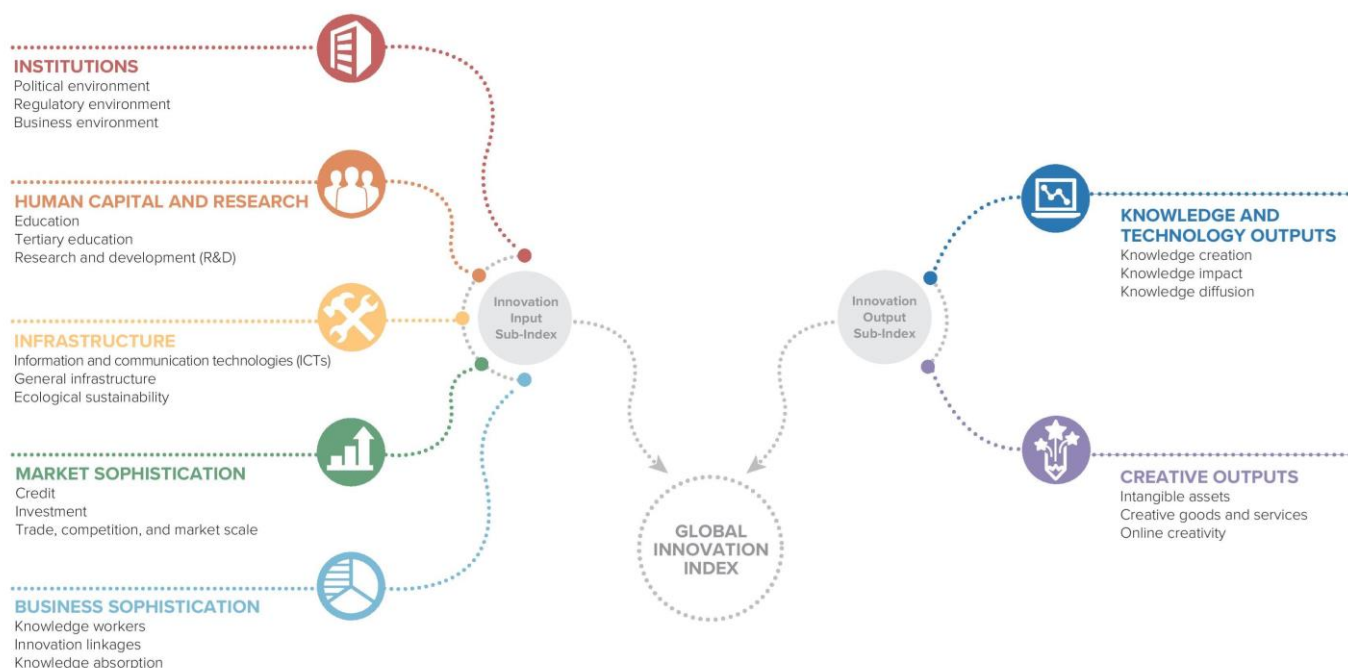 INSTITUTIONS
Political environment
Regulatory environment
Business environment
HUMAN CAPITAL AND RESEARCH
Education
Tertiary education
Research and development (R&D)
INFRASTRUCTURE
Information and communication technologies (ICTs)
General infrastructure
Ecological sustainability
MARKET SOPHISTICATION
Credit
Investment
Trade, competition, and market scale
BUSINESS SOPHISTICATION
Knowledge workers
Innovation linkages
Knowledge absorption
Innovation
Input
Sub-Index
GLOBAL
INNOVATION
INDEX
Innovation
Output
Sub-Index
KNOWLEDGE AND
TECHNOLOGY OUTPUTS
Knowledge creation
Knowledge impact
Knowledge diffusion
CREATIVE OUTPUTS
Intangible assets
Creative goods and services
Online creativity